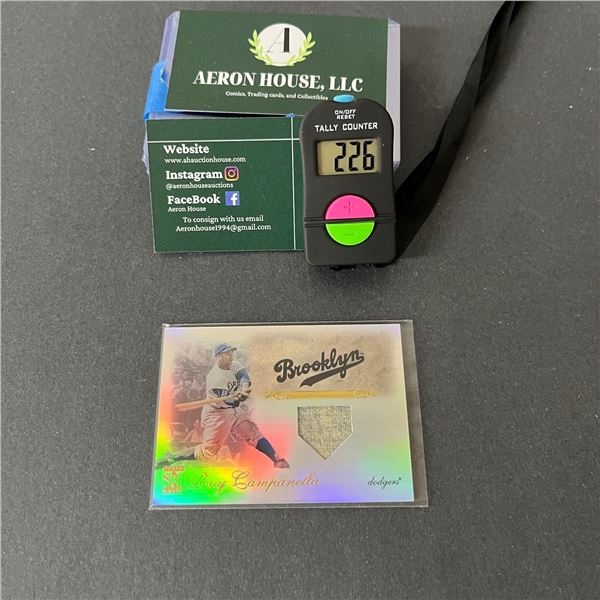 A
AERON HOUSE, LLC
Comics, Trading cards, and Collectibles
Website
www.ahauctionhouse.com
Instagram
@aeronhouseauctions
FaceBook
Aeron House
To consign with us email
Aeronhouse1994@gmail.com
ON/OFF
RESET
TALLY COUNTER
226
Brooklyn
Roy Campanella
dodgers